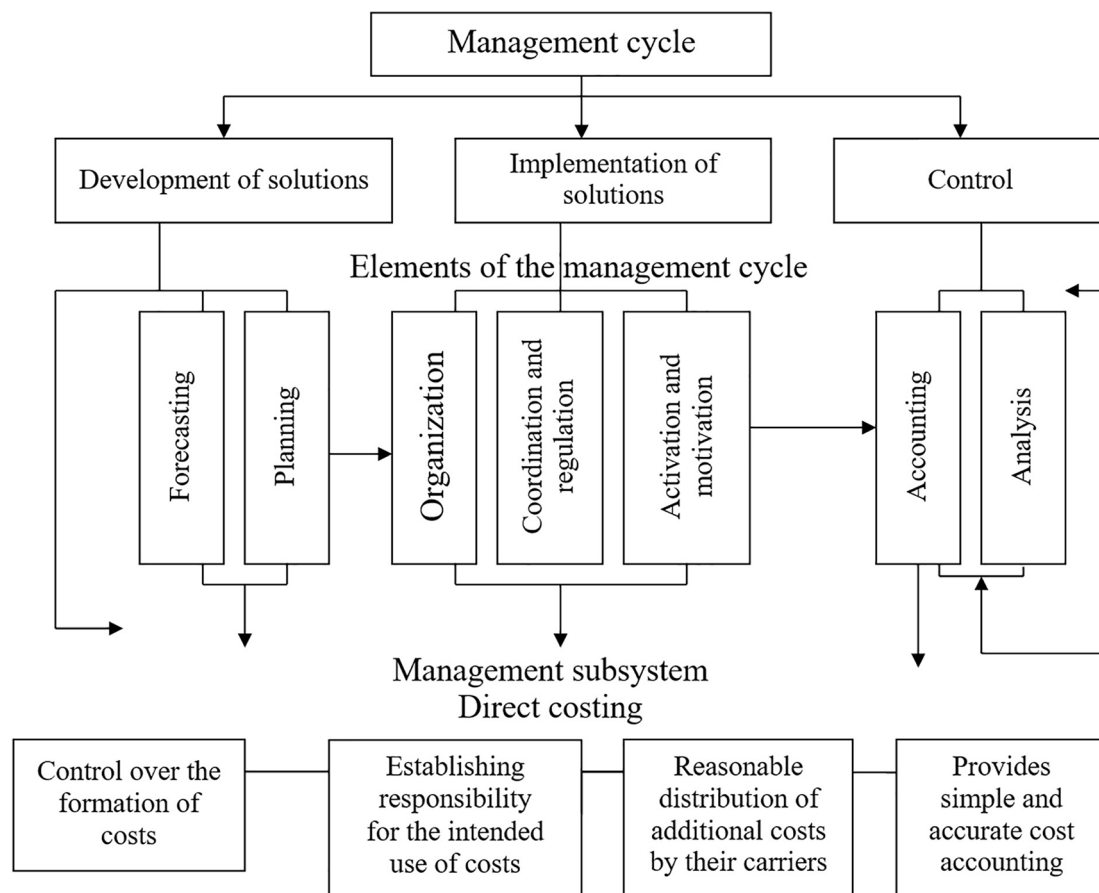 Management cycle
Development of solutions
Implementation of
solutions
Control
Elements of the management cycle
Forecasting
Planning
Organization
Coordination and
regulation
Activation and
motivation
Accounting
Analysis
Management subsystem
Direct costing
Control over the
formation of
costs
Establishing
responsibility
for the intended
use of costs
Reasonable
distribution of
additional costs
by their carriers
Provides
simple and
accurate cost
accounting